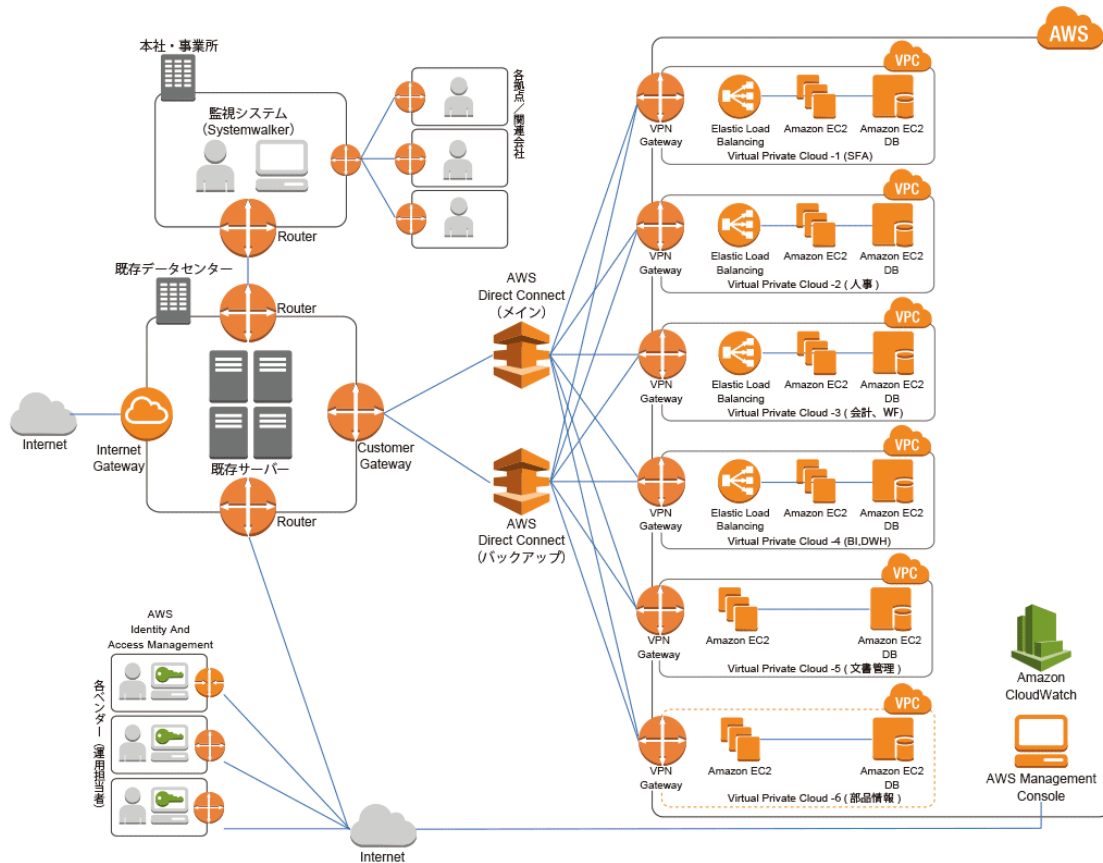 本社・事業所
監視システム
(Systemwalker)
各拠点／関連会社
Router
既存データセンター
Router
Internet
Internet
Gateway
既存サーバー
Customer
Gateway
Router
AWS
Direct Connect
(メイン)
AWS
Direct Connect
(バックアップ)
AWS
Identity And
Access Management
各ベンダー（運用担当者）
Internet
AWS
VPC
VPN
Gateway
Elastic Load
Balancing
Amazon EC2
Amazon EC2
DB
Virtual Private Cloud -1 (SFA)
VPC
VPN
Gateway
Elastic Load
Balancing
Amazon EC2
Amazon EC2
DB
Virtual Private Cloud -2 ( 人事 )
VPC
VPN
Gateway
Elastic Load
Balancing
Amazon EC2
Amazon EC2
DB
Virtual Private Cloud -3 ( 会計、WF)
VPC
VPN
Gateway
Elastic Load
Balancing
Amazon EC2
Amazon EC2
DB
Virtual Private Cloud -4 (BI,DWH)
VPC
VPN
Gateway
Amazon EC2
Amazon EC2
DB
Virtual Private Cloud -5 ( 文書管理 )
VPC
VPN
Gateway
Amazon EC2
Amazon EC2
DB
Virtual Private Cloud -6 ( 部品情報 )
Amazon
CloudWatch
AWS Management
Console